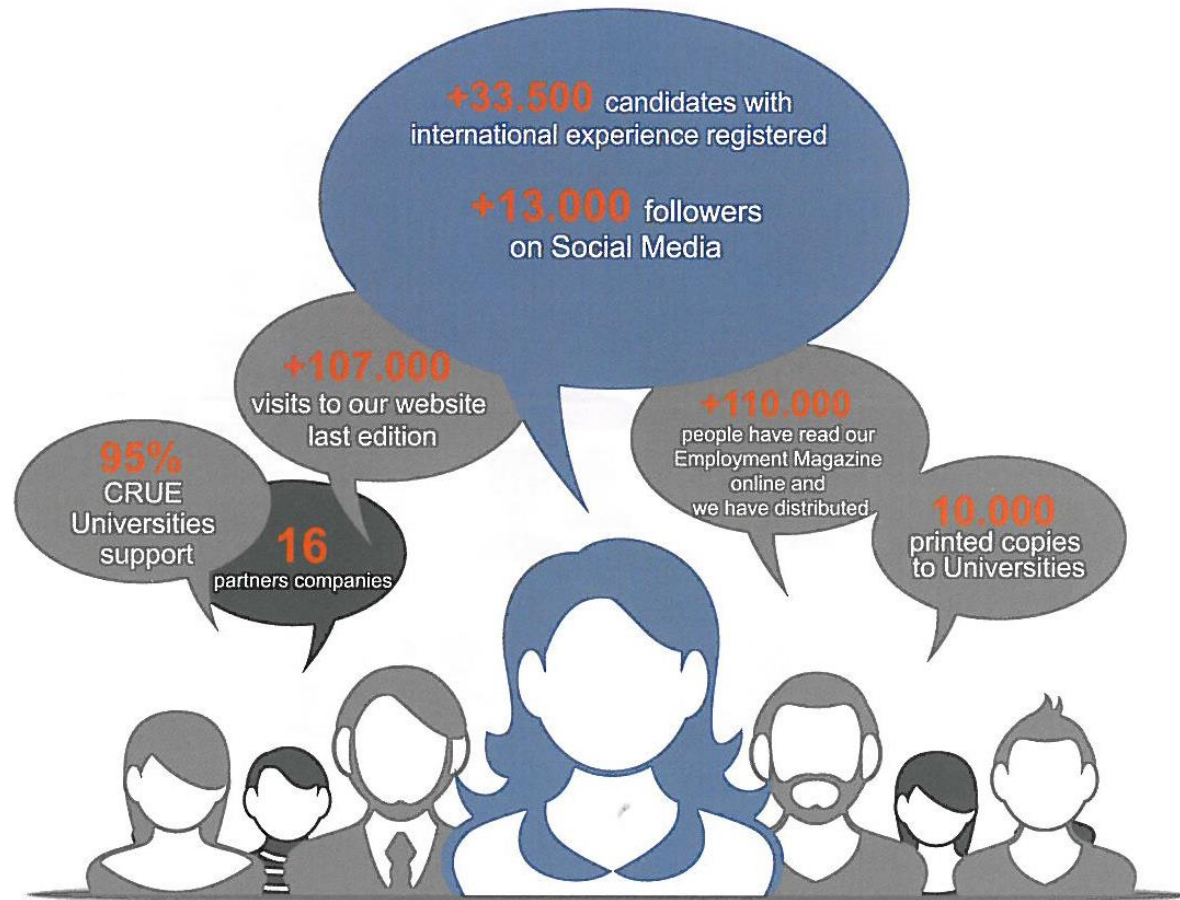 +33.500 candidates with
international experience registered
+13.000 followers
on Social Media
+107.000
visits to our website
last edition
95%
CRUE
Universities
support
16
partners companies
+110.000
people have read our
Employment Magazine
online and
we have distributed
10.000
printed copies
to Universities